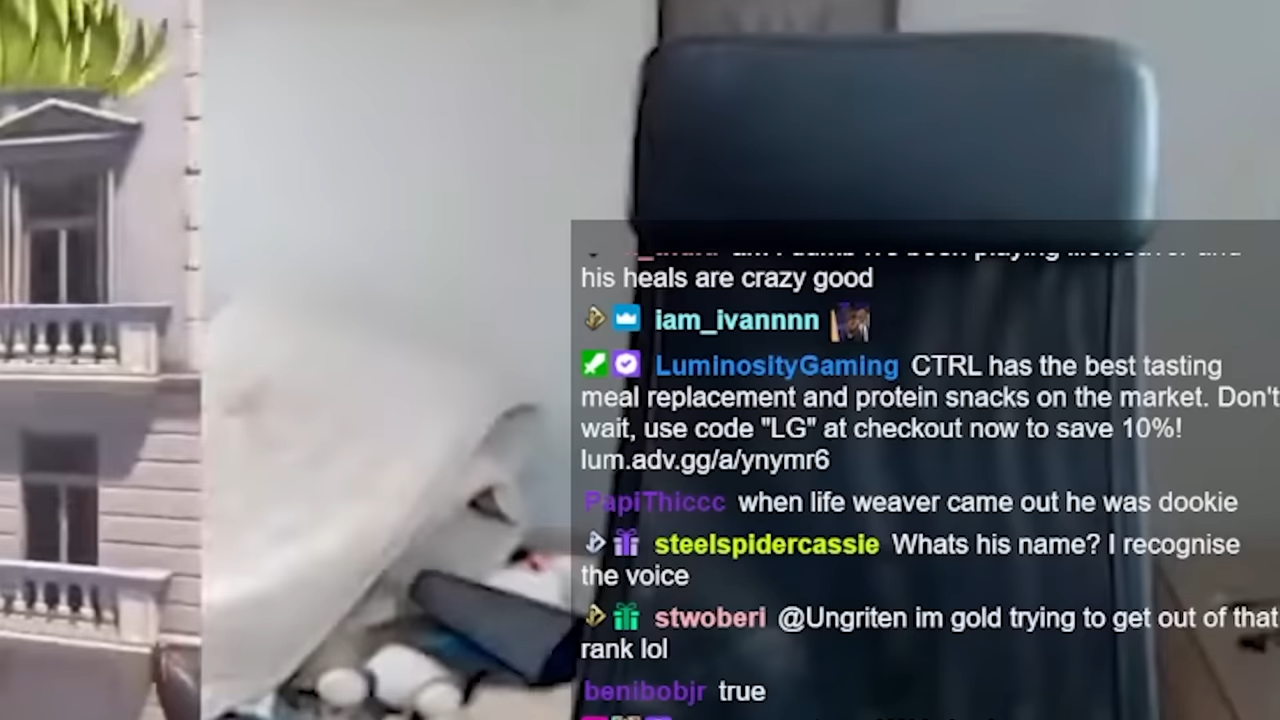 his heals are crazy good
iam_ivannnn
LuminosityGaming CTRL has the best tasting
meal replacement and protein snacks on the market. Don't
wait, use code "LG" at checkout now to save 10%!
lum.adv.gg/a/ynymr6
PapiThiccc when life weaver came out he was dookie
steelspidercassie Whats his name? I recognise
the voice
stwoberi @Ungriten im gold trying to get out of that
rank lol
benibobjr true